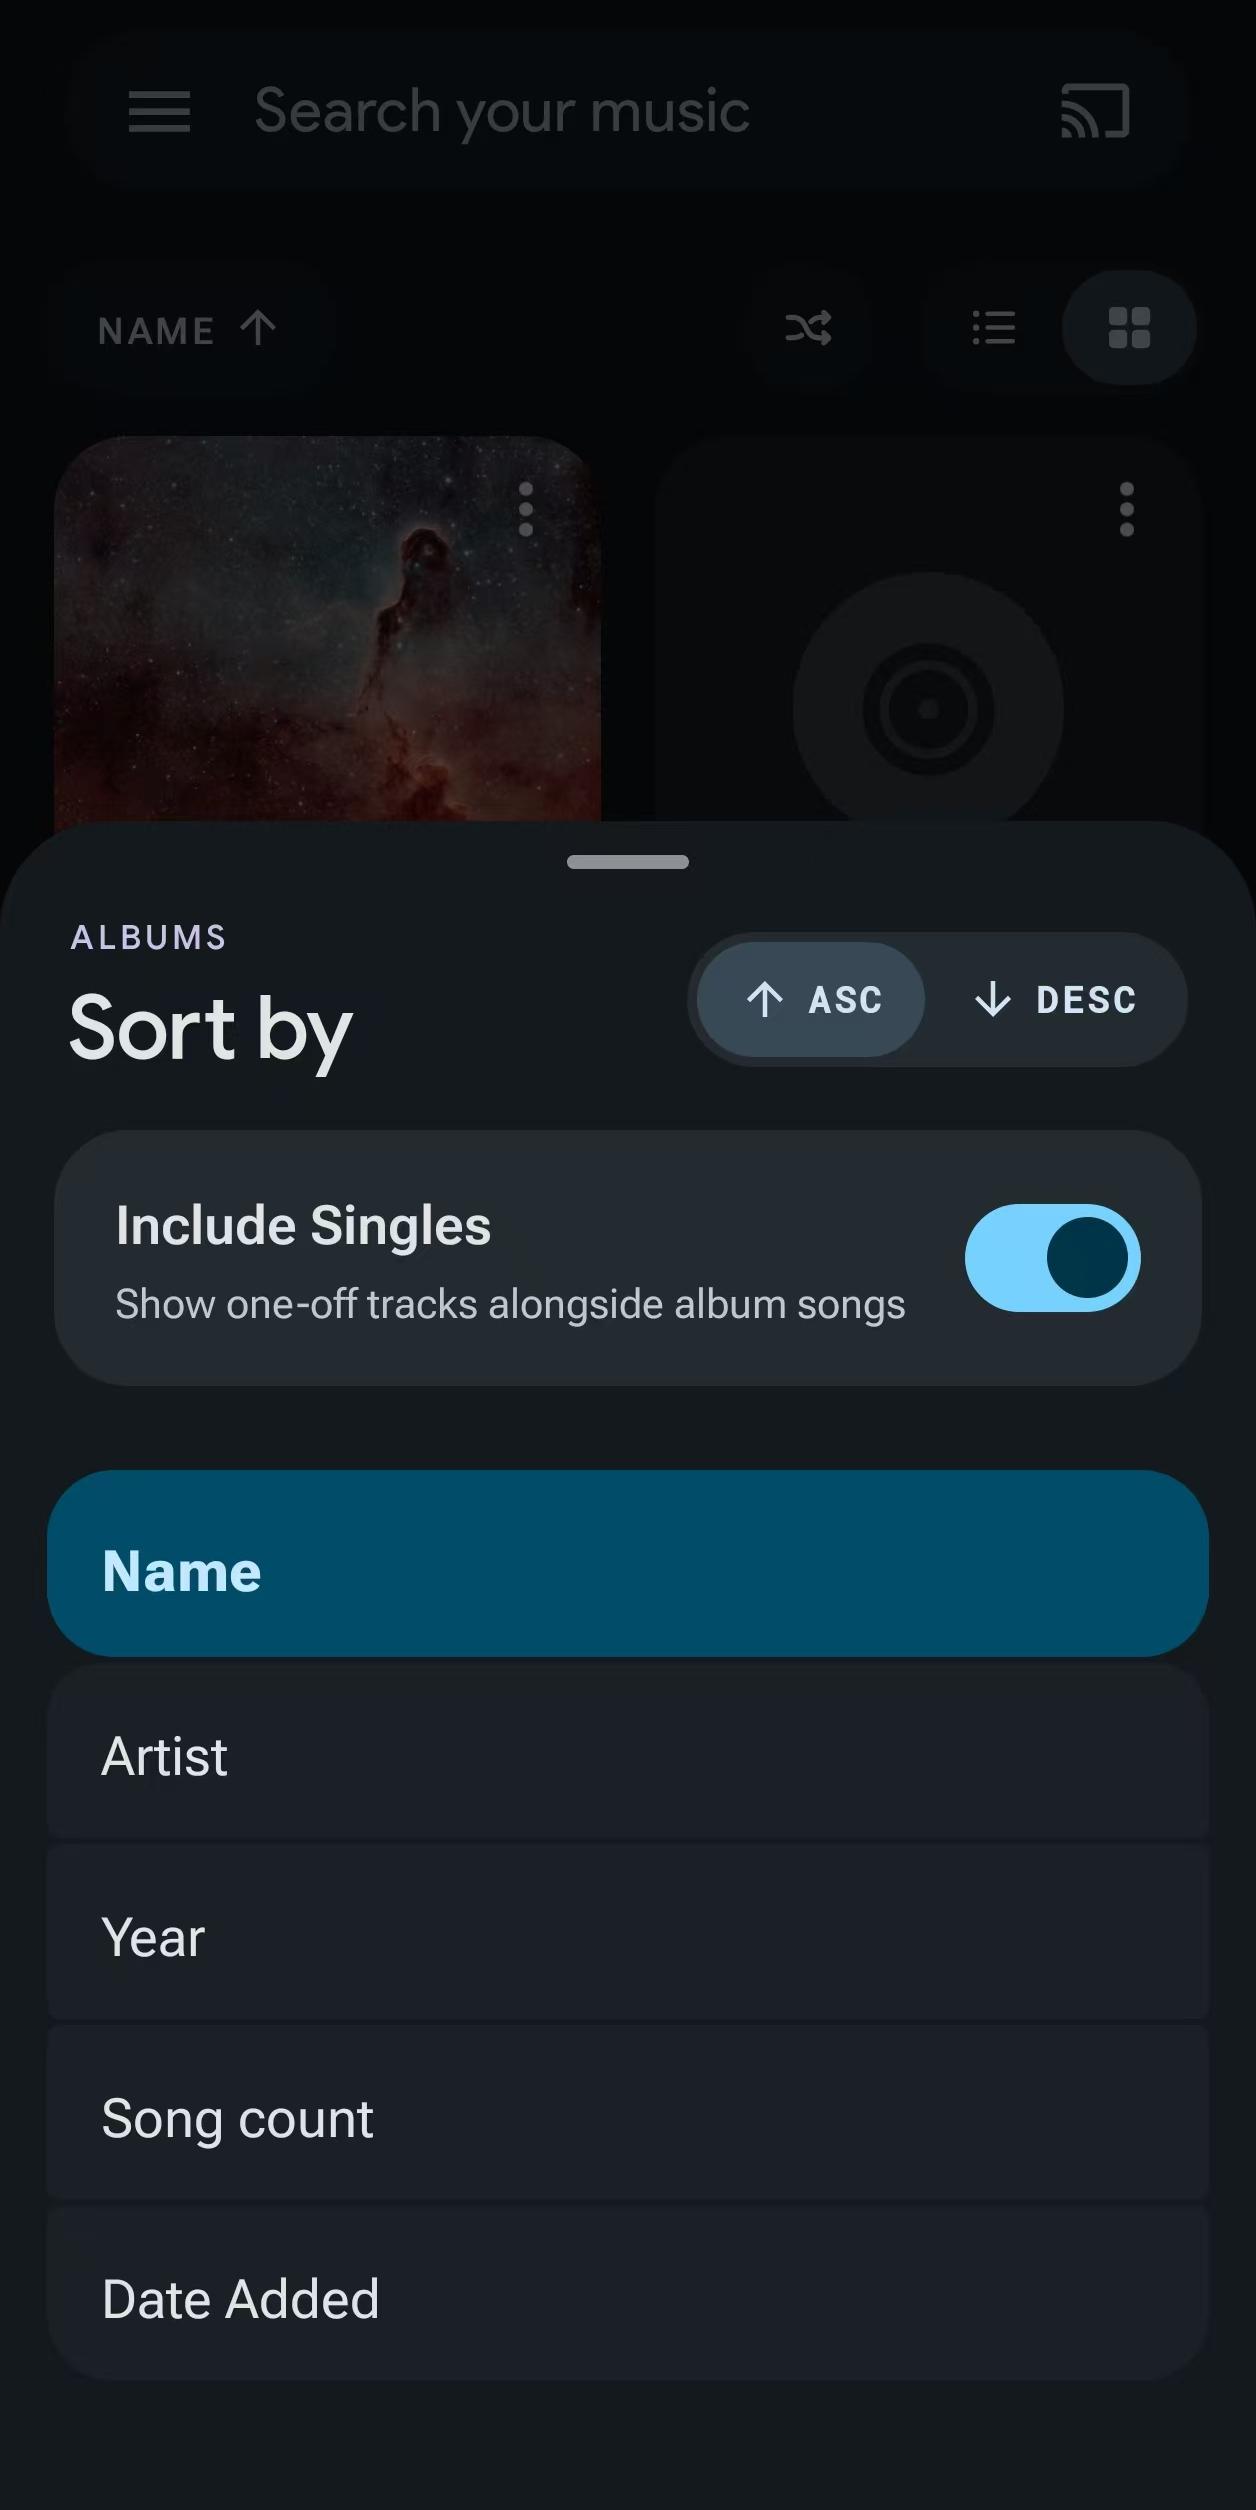 Search your music
NAME
ALBUMS
Sort by
ASC
DESC
Include Singles
Show one-off tracks alongside album songs
Name
Artist
Year
Song count
Date Added